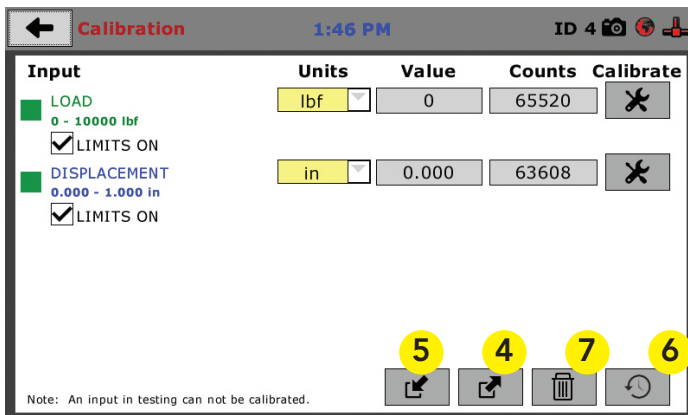 Calibration 1:46 PM ID 4
Input Units Value Counts Calibrate
LOAD lbf 0 65520
0 - 10000 lbf
LIMITS ON
DISPLACEMENT in 0.000 63608
0.000 - 1.000 in
LIMITS ON
5 4 7 6
Note: An input in testing can not be calibrated.